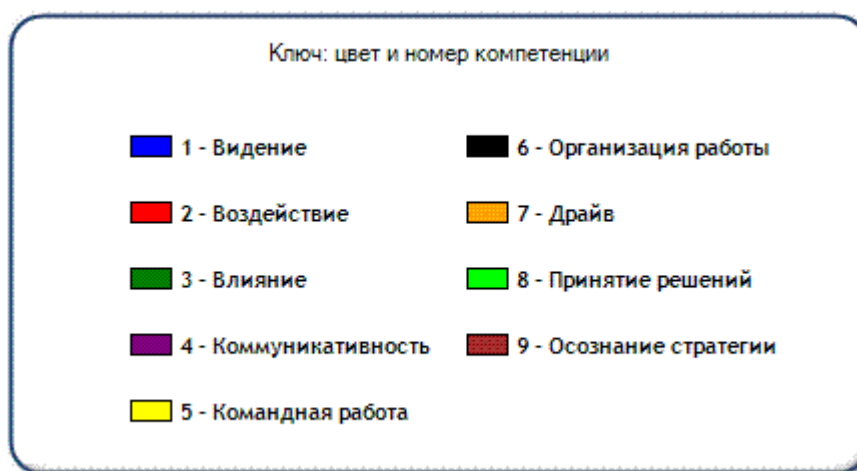 Ключ: цвет и номер компетенции
1 - Видение
2 - Воздействие
3 - Влияние
4 - Коммуникативность
5 - Командная работа
6 - Организация работы
7 - Драйв
8 - Принятие решений
9 - Осознание стратегии